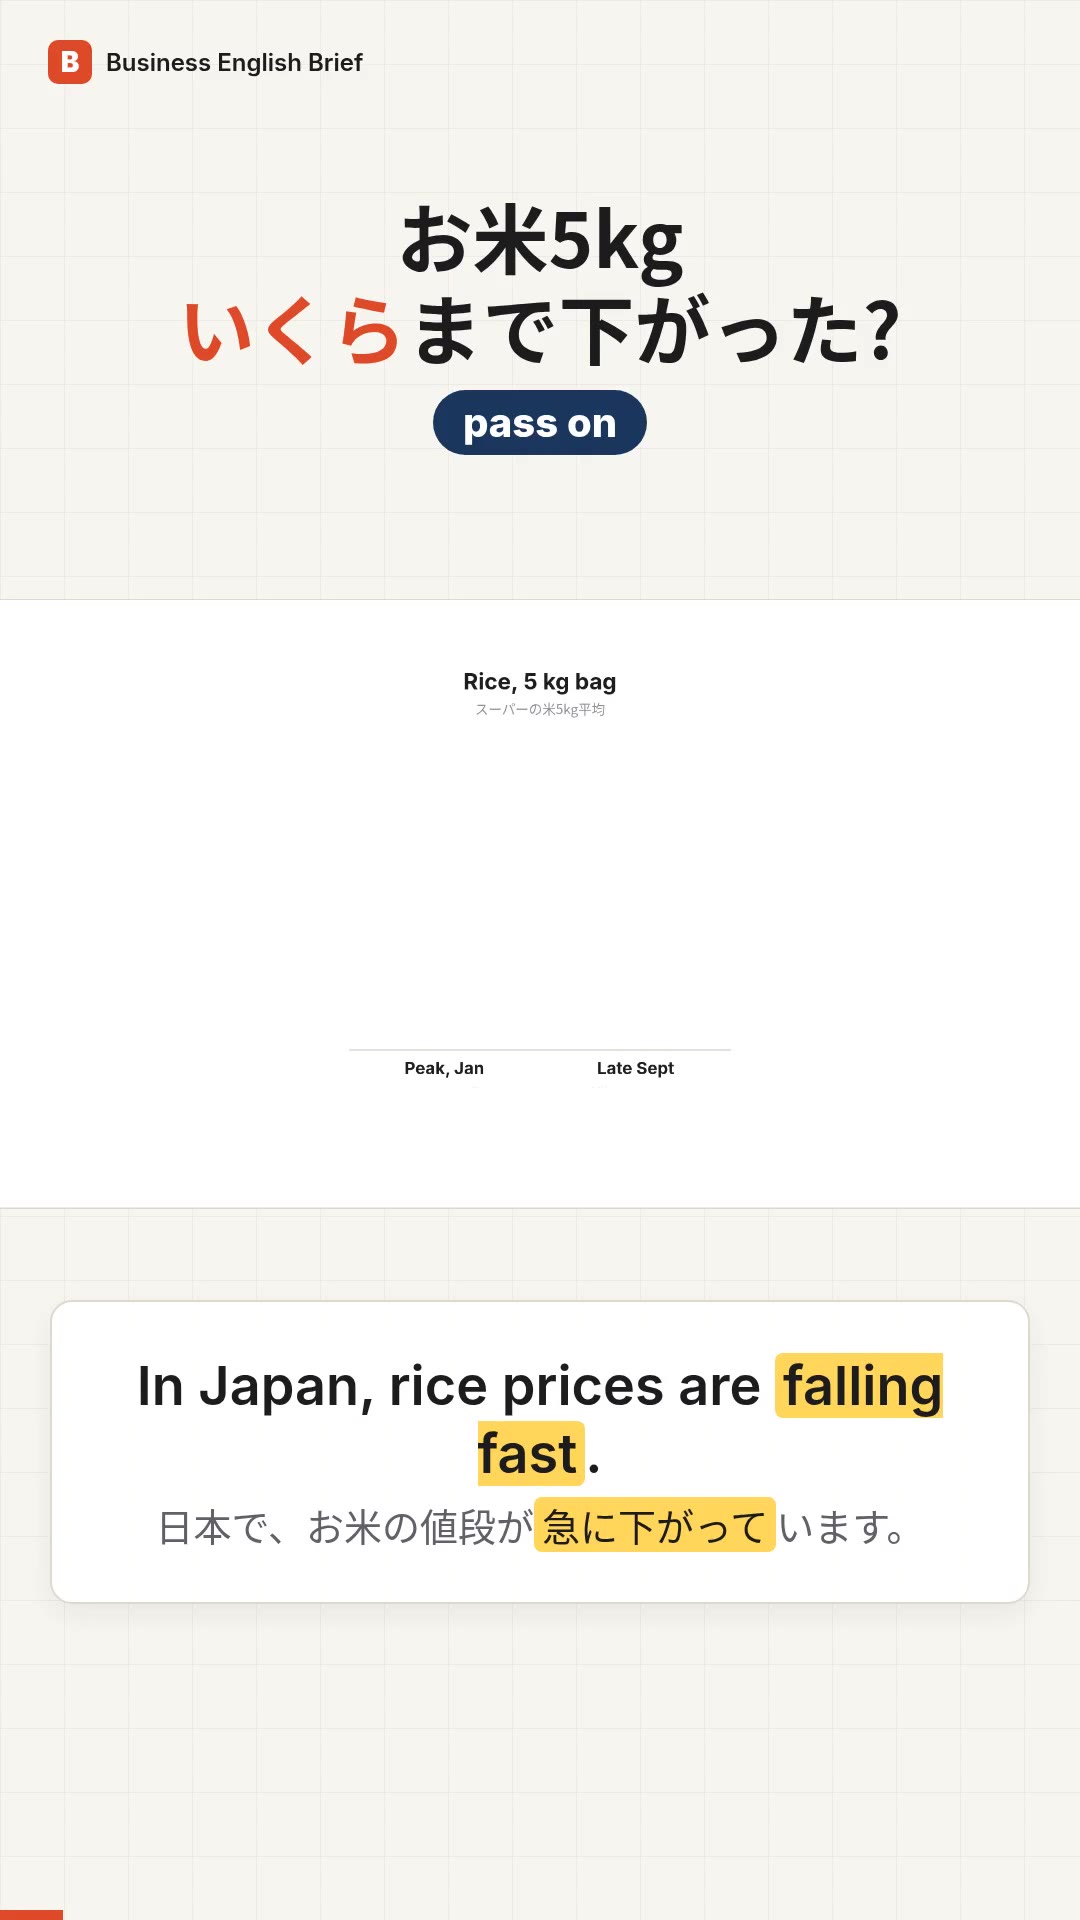 B Business English Brief
お米5kg
いくらまで下がった?
pass on
Rice, 5 kg bag
スーパーの米5kg平均
Peak, Jan Late Sept
In Japan, rice prices are falling
fast.
日本で、お米の値段が急に下がっています。